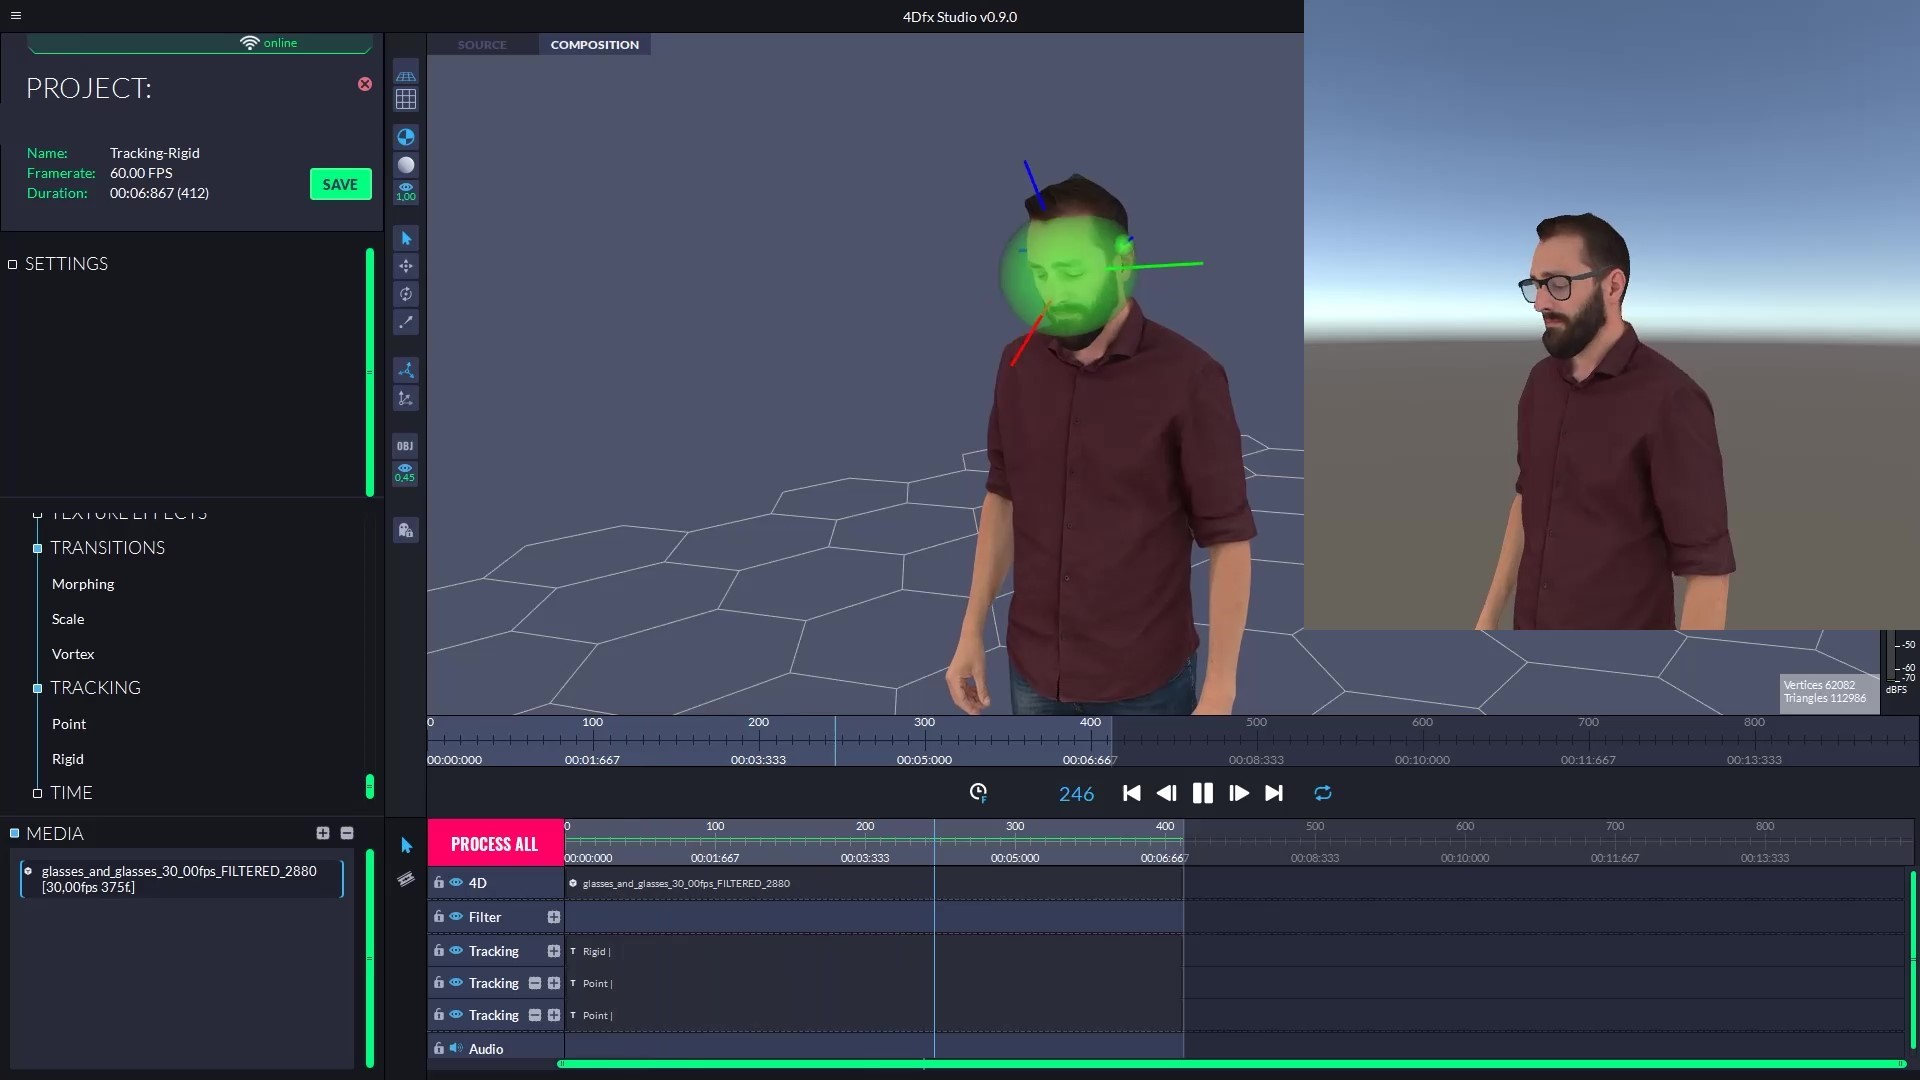 4Dfx Studio v0.9.0
online
SOURCE
COMPOSITION
PROJECT:
Name:
Tracking-Rigid
Framerate:
60.00 FPS
Duration:
00:06:867 (412)
SAVE
1,00
SETTINGS
OBJ
0,45
TEXTURE EFFECTS
TRANSITIONS
Morphing
Scale
Vortex
TRACKING
Point
Rigid
TIME
-50
-60
-70
dBFS
Vertices 62082
Triangles 112986
0 100 200 300 400 500 600 700 800
00:00:000 00:01:667 00:03:333 00:05:000 00:06:667 00:08:333 00:10:000 00:11:667 00:13:333
F
246
MEDIA
glasses_and_glasses_30_00fps_FILTERED_2880
[30,00fps 375f.]
PROCESS ALL
0 100 200 300 400 500 600 700 800
00:00:000 00:01:667 00:03:333 00:05:000 00:06:667 00:08:333 00:10:000 00:11:667 00:13:333
4D
glasses_and_glasses_30_00fps_FILTERED_2880
Filter
Tracking
T Rigid |
Tracking
T Point |
Tracking
T Point |
Audio